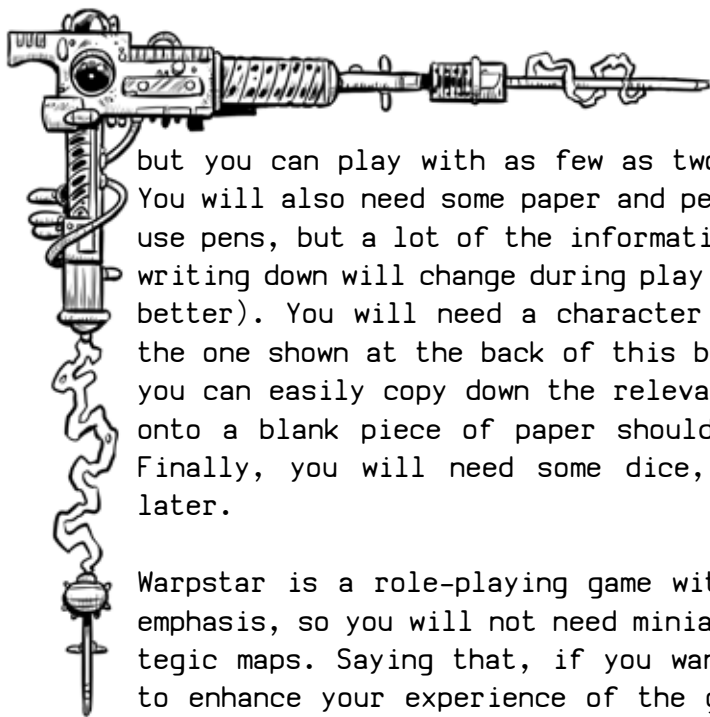 but you can play with as few as two
You will also need some paper and pe
use pens, but a lot of the informati
writing down will change during play
better). You will need a character
the one shown at the back of this b
you can easily copy down the releva
onto a blank piece of paper should
Finally, you will need some dice,
later.
Warpstar is a role-playing game wit
emphasis, so you will not need minia
tegic maps. Saying that, if you wan
to enhance your experience of the g